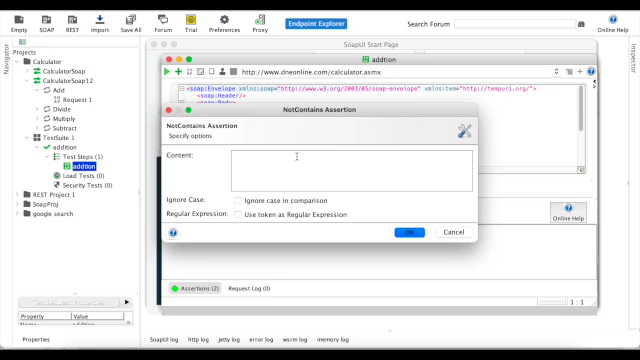 Empty SOAP REST Import Save All Forum Trial Preferences Proxy Endpoint Explorer Search Forum Online Help
Navigator
Projects
Calculator
CalculatorSoap
CalculatorSoap12
Add
Request 1
Divide
Multiply
Subtract
TestSuite 1
addition
Test Steps (1)
addtion
Load Tests (0)
Security Tests (0)
REST Project 1
SoapProj
google search
TestRequest Properties
Property Value
Name addtion
Properties
SoapUI Start Page
addtion
http://www.dneonline.com/calculator.asmx
<soap:Envelope xmlns:soap="http://www.w3.org/2003/05/soap-envelope" xmlns:tem="http://tempuri.org/">
<soap:Header/>
<soap:Body>
NotContains Assertion
NotContains Assertion
Specify options
Content:
Ignore Case: Ignore case in comparison
Regular Expression: Use token as Regular Expression
OK Cancel
Online Help
Assertions (2) Request Log (0)
1 : 1
SoapUI log http log jetty log error log wsrm log memory log
Inspector